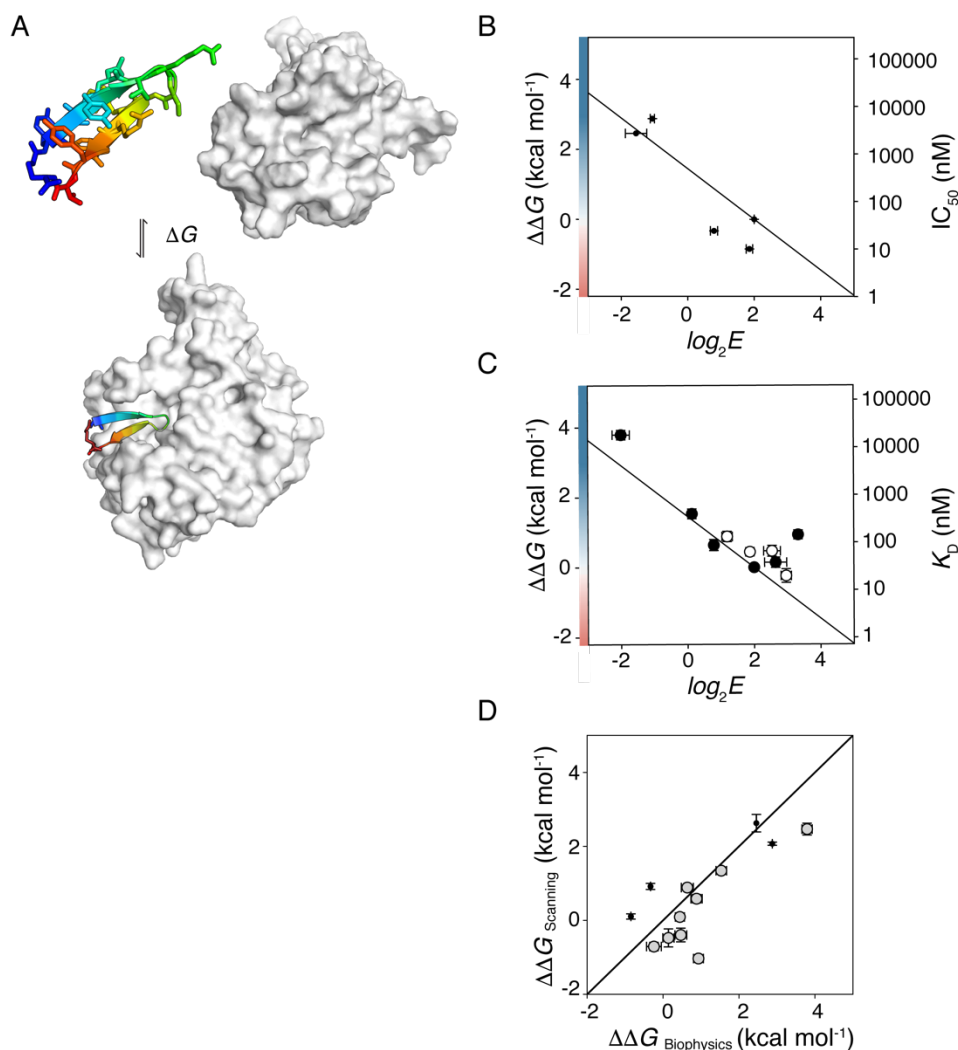 A
ΔG
B
ΔΔG (kcal mol⁻¹)
4
2
0
-2
-2 0 2 4
log₂E
100000
10000
1000
100
10
1
IC₅₀ (nM)
C
ΔΔG (kcal mol⁻¹)
4
2
0
-2
-2 0 2 4
log₂E
100000
10000
1000
100
10
1
K_D (nM)
D
ΔΔG Scanning (kcal mol⁻¹)
4
2
0
-2
-2 0 2 4
ΔΔG Biophysics (kcal mol⁻¹)